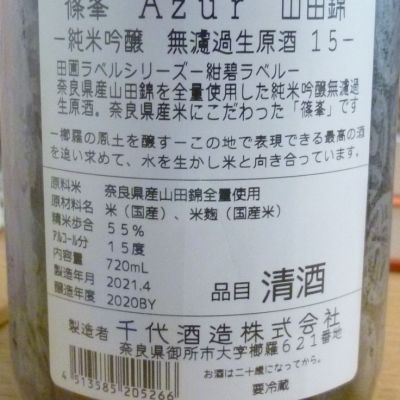 篠峯 Azur 山田錦
―純米吟醸 無濾過生原酒 15―
田圃ラベルシリーズー紺碧ラベルー
奈良県産山田錦を全量使用した純米吟醸無濾過
生原酒。奈良県産米にこだわった「篠峯」です
ー櫛羅の風土を醸すーこの地で表現できる最高の酒
を追い求めて、水を生かし米と向き合っています。
原料米 奈良県産山田錦全量使用
原材料名 米（国産）、米麹（国産米）
精米歩合 55%
アルコール分 15度
内容量 720mL
製造年月 2021.4
醸造年度 2020BY
品目 清酒
製造者 千代酒造株式会社
奈良県御所市大字櫛羅621番地
お酒は二十歳になってから。
要冷蔵
4 513585 205266